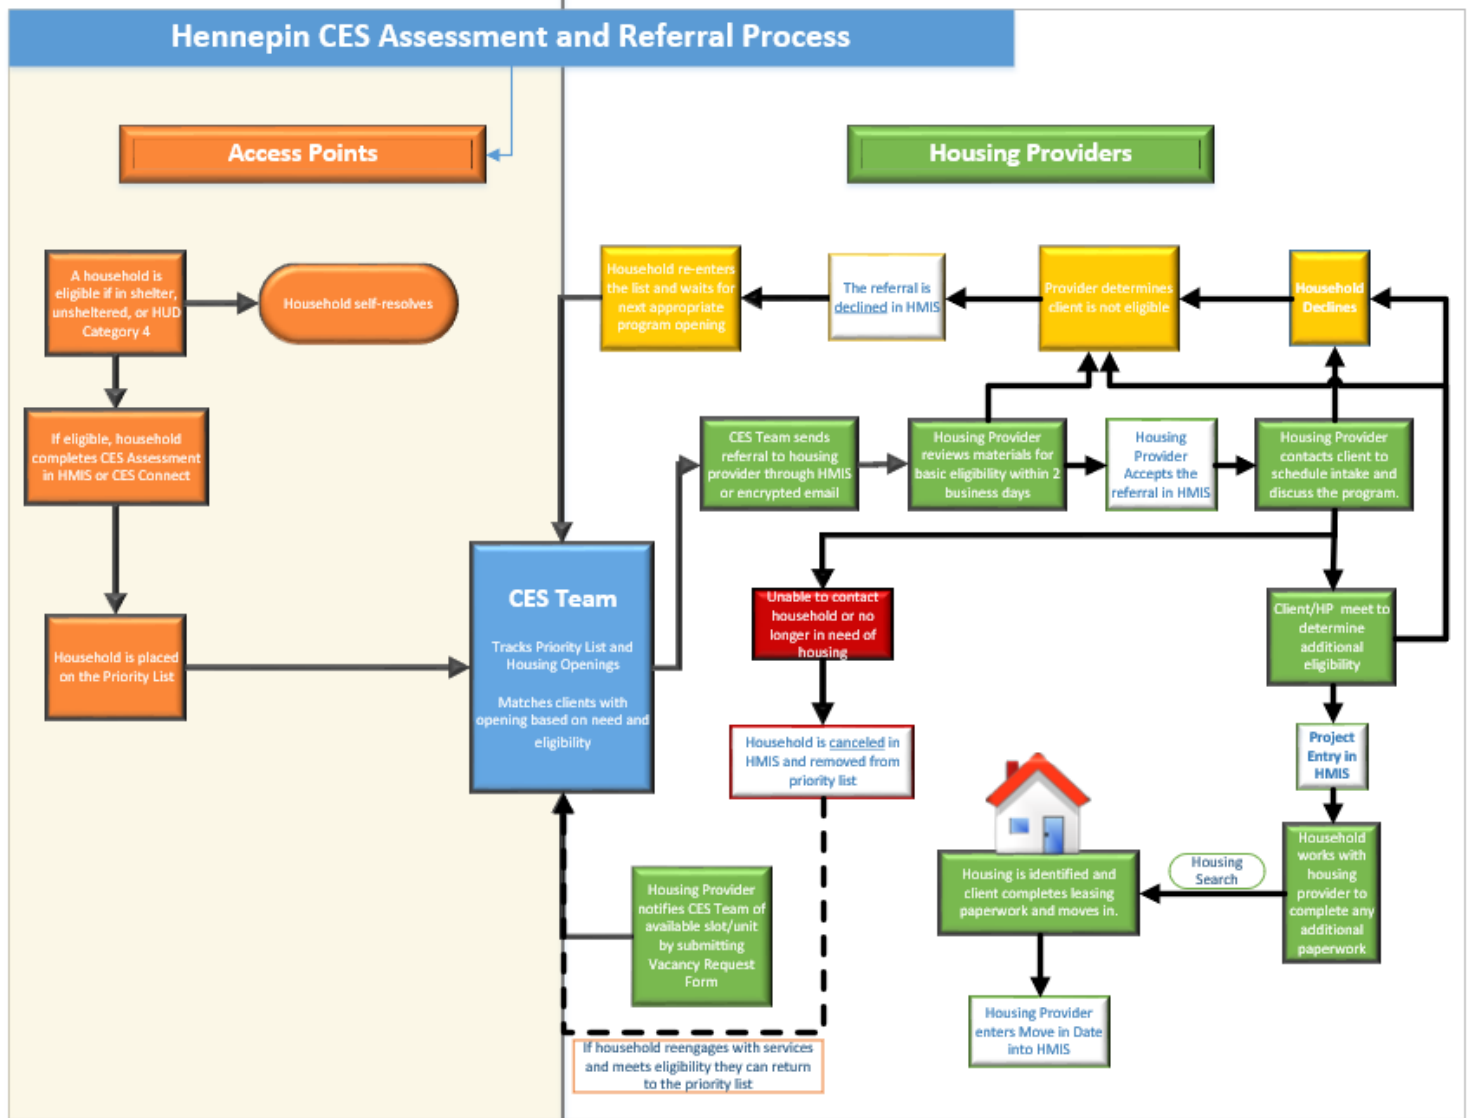 Hennepin CES Assessment and Referral Process
Access Points
Housing Providers
A household is
eligible if in shelter,
unsheltered, or HUD
Category 4
Household self-resolves
If eligible, household
completes CES Assessment
in HMIS or CES Connect
Household is placed
on the Priority List
CES Team
Tracks Priority List and
Housing Openings
Matches clients with
opening based on need and
eligibility
Household re-enters
the list and waits for
next appropriate
program opening
The referral is
declined in HMIS
Provider determines
client is not eligible
Household
Declines
CES Team sends
referral to housing
provider through HMIS
or encrypted email
Housing Provider
reviews materials for
basic eligibility within 2
business days
Housing
Provider
Accepts the
referral in HMIS
Housing Provider
contacts client to
schedule intake and
discuss the program.
Unable to contact
household or no
longer in need of
housing
Household is canceled in
HMIS and removed from
priority list
Client/HP meet to
determine
additional
eligibility
Project
Entry in
HMIS
Household
works with
housing
provider to
complete any
additional
paperwork
Housing
Search
Housing is identified and
client completes leasing
paperwork and moves in.
Housing Provider
enters Move in Date
into HMIS
Housing Provider
notifies CES Team of
available slot/unit
by submitting
Vacancy Request
Form
If household reengages with services
and meets eligibility they can return
to the priority list